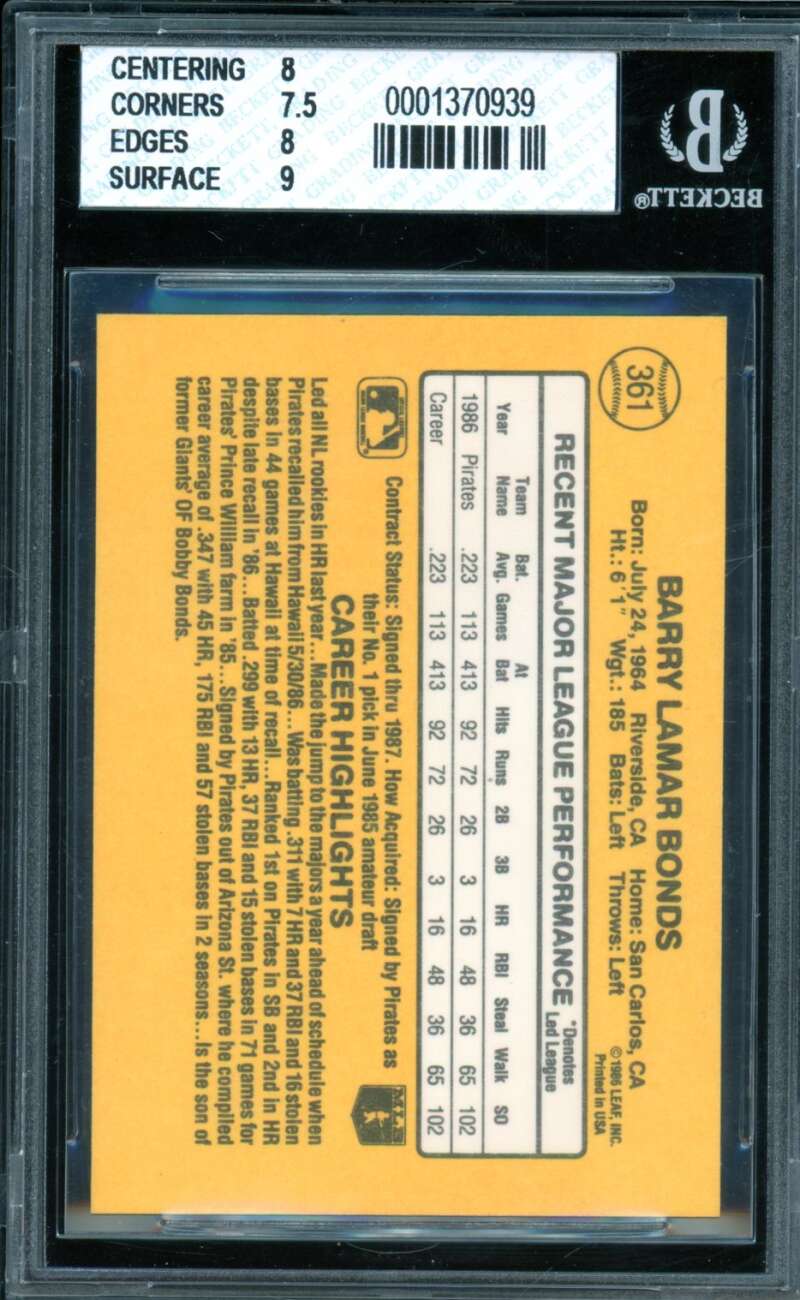 CENTERING 8
CORNERS 7.5
EDGES 8
SURFACE 9
0001370939
B
BECKETT®
361
BARRY LAMAR BONDS
Born: July 24, 1964 Riverside, CA Home: San Carlos, CA
Ht.: 6'1" Wgt.: 185 Bats: Left Throws: Left
©1986 LEAF, INC.
Printed in USA
RECENT MAJOR LEAGUE PERFORMANCE
*Denotes
Led League
Year Team Name Bat. Avg. Games At Bat Hits Runs 2B 3B HR RBI Steal Walk SO
1986 Pirates .223 113 413 92 72 26 3 16 48 36 65 102
Career .223 113 413 92 72 26 3 16 48 36 65 102
Contract Status: Signed thru 1987. How Acquired: Signed by Pirates as
their No. 1 pick in June 1985 amateur draft
MLB
CAREER HIGHLIGHTS
Led all NL rookies in HR last year...Made the jump to the majors a year ahead of schedule when
Pirates recalled him from Hawaii 5/30/86...Was batting .311 with 7 HR and 37 RBI and 16 stolen
bases in 44 games at Hawaii at time of recall...Ranked 1st on Pirates in SB and 2nd in HR
despite late recall in '86...Batted .299 with 13 HR, 37 RBI and 15 stolen bases in 71 games for
Pirates' Prince William farm in '85...Signed by Pirates out of Arizona St. where he compiled
career average of .347 with 45 HR, 175 RBI and 57 stolen bases in 2 seasons...Is the son of
former Giants' OF Bobby Bonds.